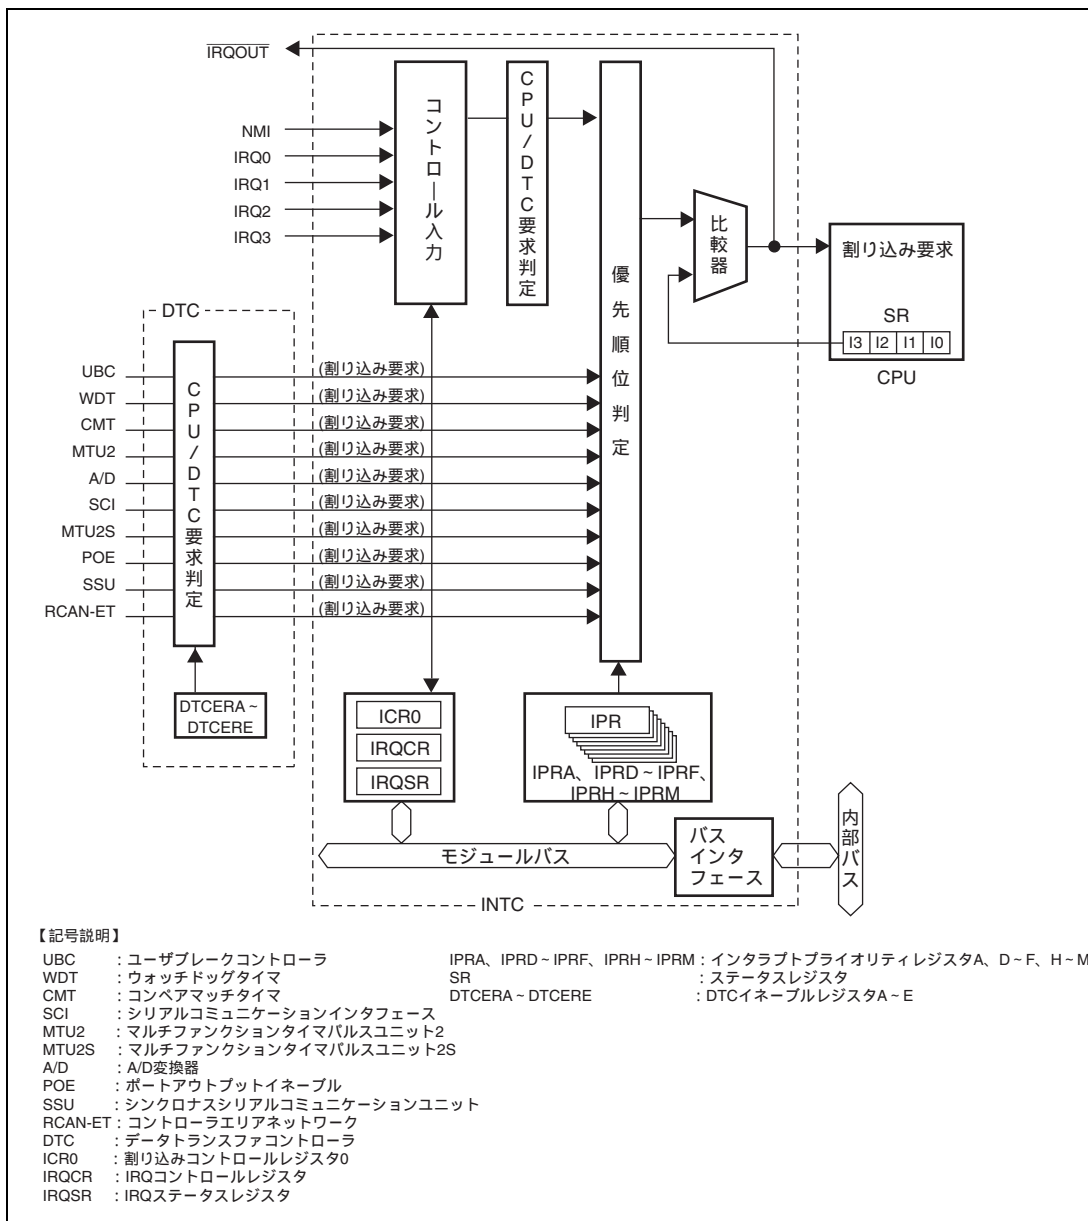 IRQOUT
NMI
IRQ0
IRQ1
IRQ2
IRQ3
コントロール入力
CPU/DTC要求判定
優先順位判定
比較器
割り込み要求
SR
I3 I2 I1 I0
CPU
DTC
UBC
WDT
CMT
MTU2
A/D
SCI
MTU2S
POE
SSU
RCAN-ET
CPU/DTC要求判定
(割り込み要求)
(割り込み要求)
(割り込み要求)
(割り込み要求)
(割り込み要求)
(割り込み要求)
(割り込み要求)
(割り込み要求)
(割り込み要求)
(割り込み要求)
DTCERA~
DTCERE
ICR0
IRQCR
IRQSR
IPR
IPRA、IPRD~IPRF、
IPRH~IPRM
モジュールバス
バス
インタ
フェース
内部バス
INTC
【記号説明】
UBC :ユーザブレークコントローラ
WDT :ウォッチドッグタイマ
CMT :コンペアマッチタイマ
SCI :シリアルコミュニケーションインタフェース
MTU2 :マルチファンクションタイマパルスユニット2
MTU2S :マルチファンクションタイマパルスユニット2S
A/D :A/D変換器
POE :ポートアウトプットイネーブル
SSU :シンクロナスシリアルコミュニケーションユニット
RCAN-ET:コントローラエリアネットワーク
DTC :データトランスファコントローラ
ICR0 :割り込みコントロールレジスタ0
IRQCR :IRQコントロールレジスタ
IRQSR :IRQステータスレジスタ
IPRA、IPRD~IPRF、IPRH~IPRM:インタラプトプライオリティレジスタA、D~F、H~M
SR :ステータスレジスタ
DTCERA~DTCERE :DTCイネーブルレジスタA~E